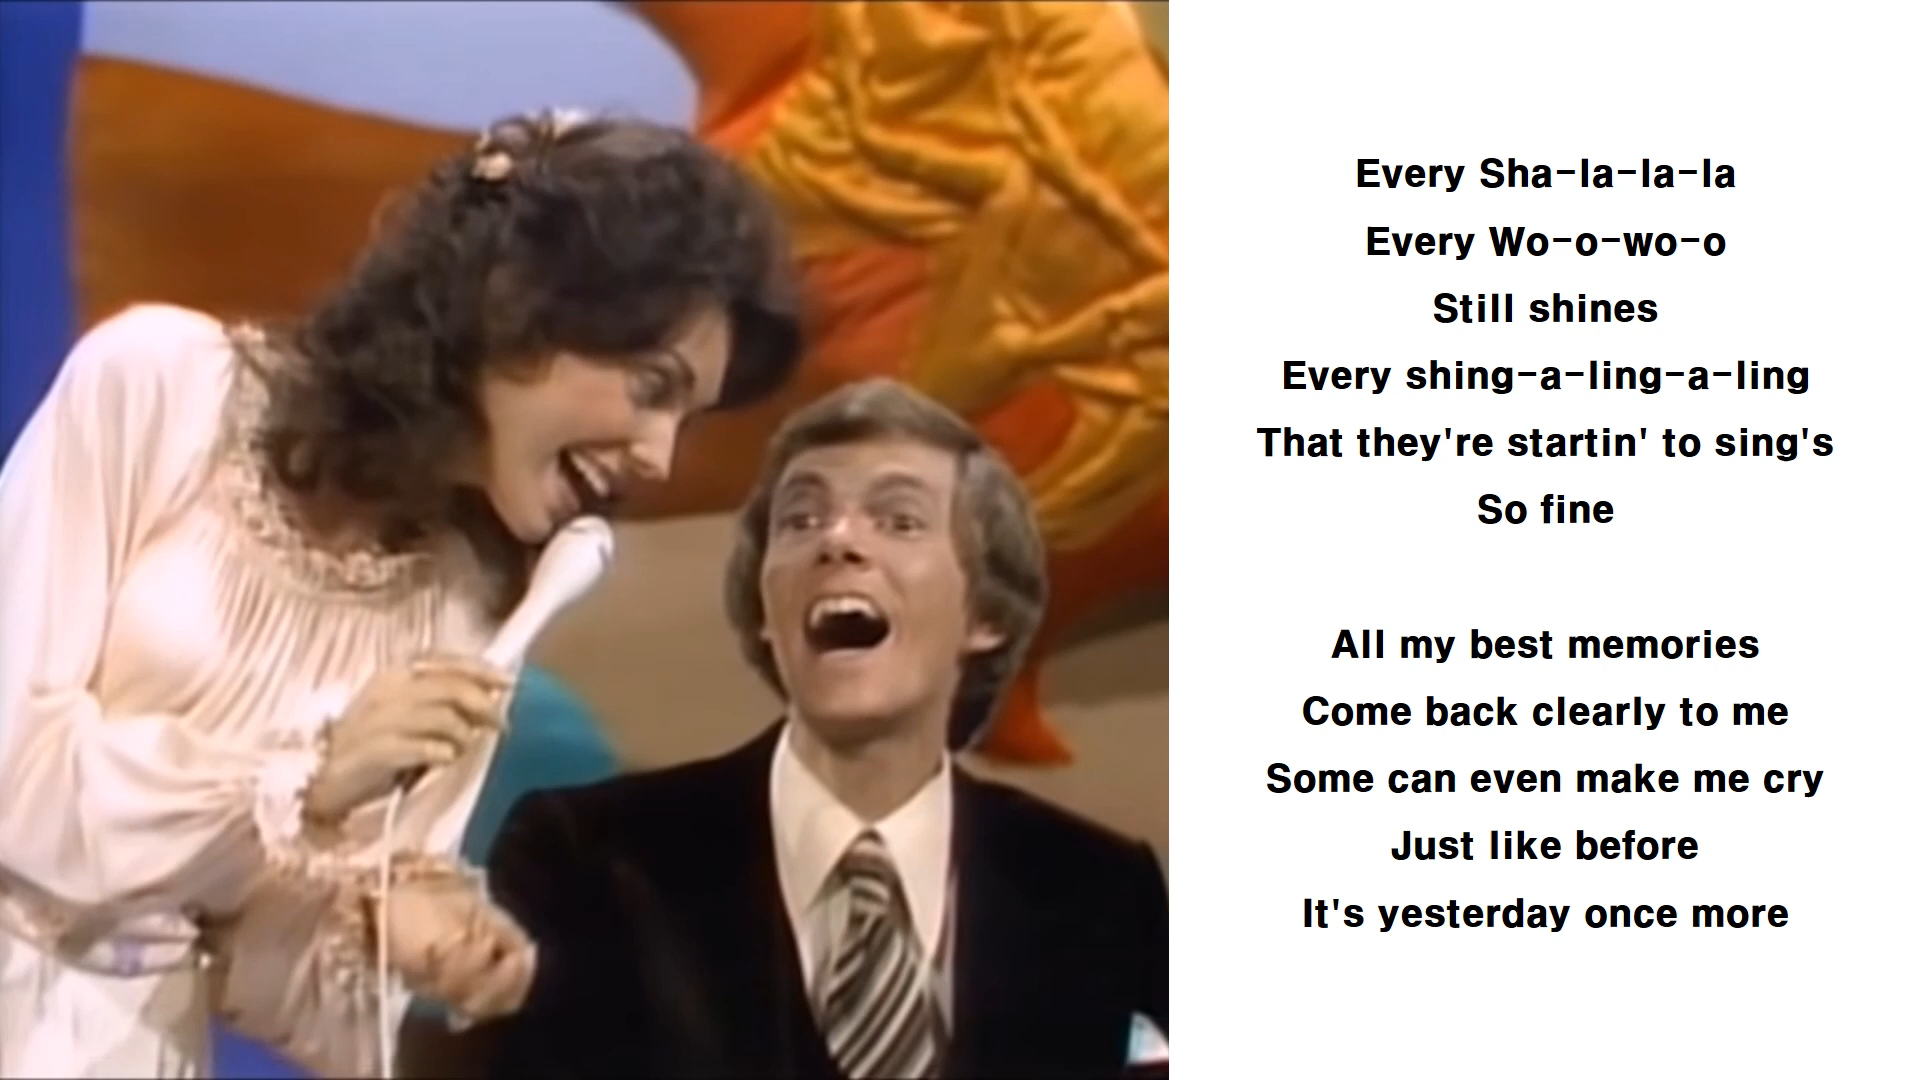 Every Sha-la-la-la
Every Wo-o-wo-o
Still shines
Every shing-a-ling-a-ling
That they're startin' to sing's
So fine
All my best memories
Come back clearly to me
Some can even make me cry
Just like before
It's yesterday once more